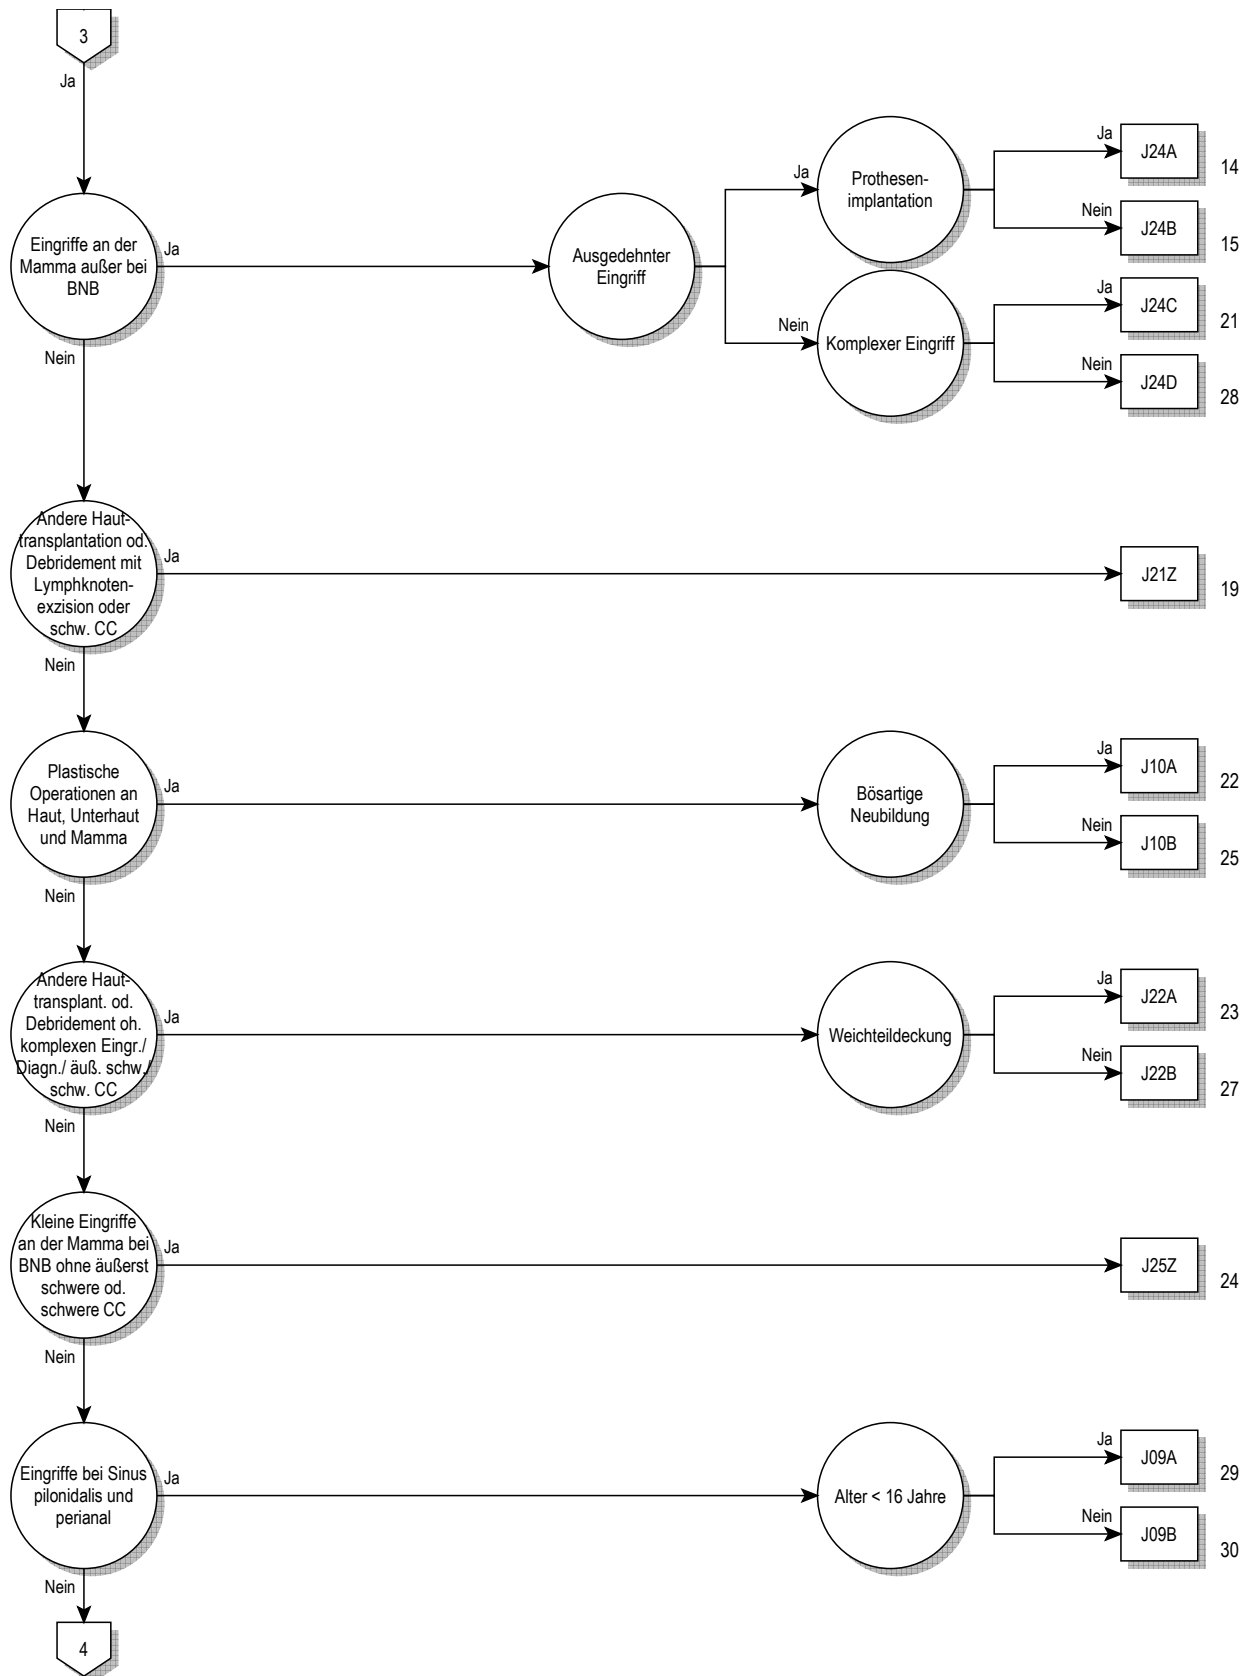 3
Ja
Eingriffe an der
Mamma außer bei
BNB
Ja
Ausgedehnter
Eingriff
Ja
Prothesen-
implantation
Ja
J24A
14
Nein
J24B
15
Nein
Komplexer Eingriff
Ja
J24C
21
Nein
J24D
28
Nein
Andere Haut-
transplantation od.
Debridement mit
Lymphknoten-
exzision oder
schw. CC
Ja
J21Z
19
Nein
Plastische
Operationen an
Haut, Unterhaut
und Mamma
Ja
Bösartige
Neubildung
Ja
J10A
22
Nein
J10B
25
Nein
Andere Haut-
transplant. od.
Debridement oh.
komplexen Eingr./
Diagn./ äuß. schw./
schw. CC
Ja
Weichteildeckung
Ja
J22A
23
Nein
J22B
27
Nein
Kleine Eingriffe
an der Mamma bei
BNB ohne äußerst
schwere od.
schwere CC
Ja
J25Z
24
Nein
Eingriffe bei Sinus
pilonidalis und
perianal
Ja
Alter < 16 Jahre
Ja
J09A
29
Nein
J09B
30
Nein
4